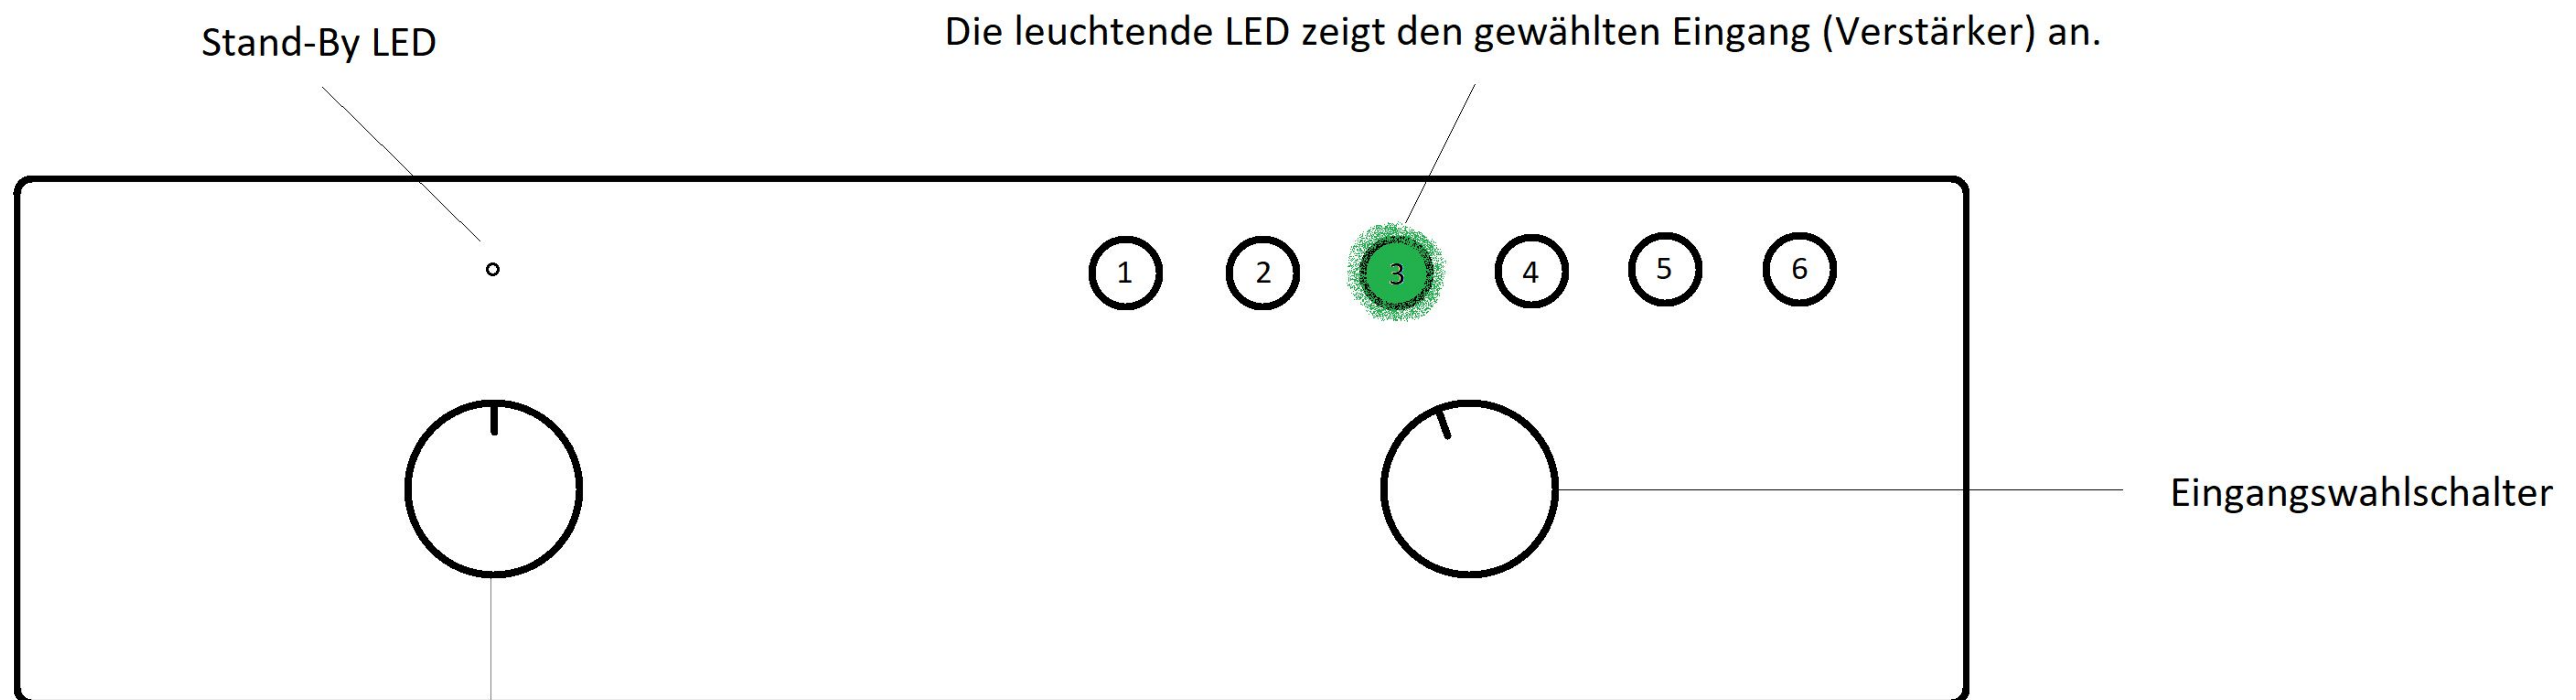 Stand-By LED
Die leuchtende LED zeigt den gewählten Eingang (Verstärker) an.
1 2 3 4 5 6
Eingangswahlschalter